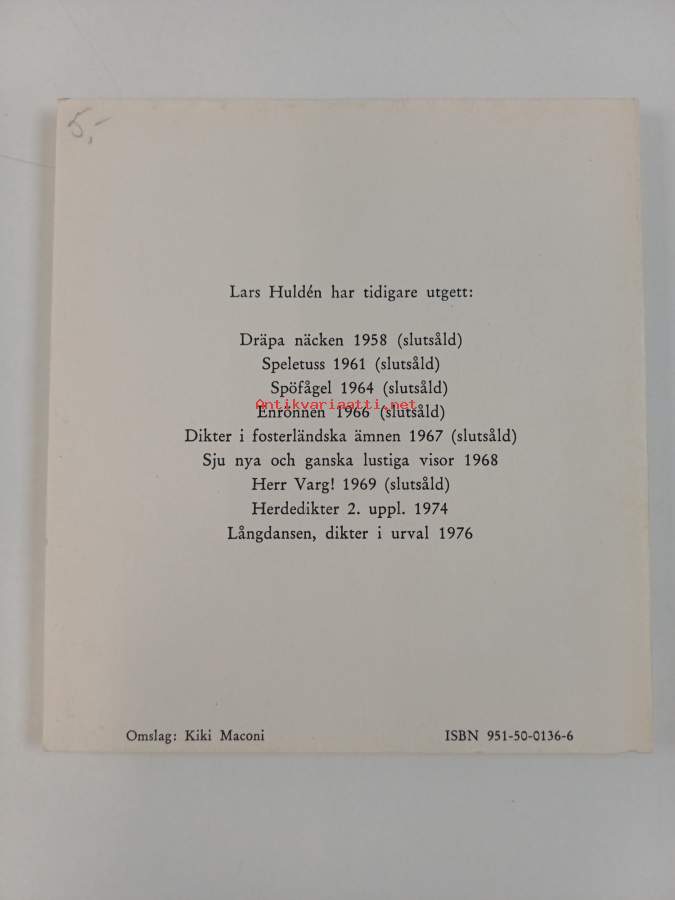 5,-
Lars Huldén har tidigare utgett:
Dräpa näcken 1958 (slutsåld)
Speletuss 1961 (slutsåld)
Spöfågel 1964 (slutsåld)
Antikvariaatti.net
Enrönnen 1966 (slutsåld)
Dikter i fosterländska ämnen 1967 (slutsåld)
Sju nya och ganska lustiga visor 1968
Herr Varg! 1969 (slutsåld)
Herdedikter 2. uppl. 1974
Långdansen, dikter i urval 1976
Omslag: Kiki Maconi
ISBN 951-50-0136-6